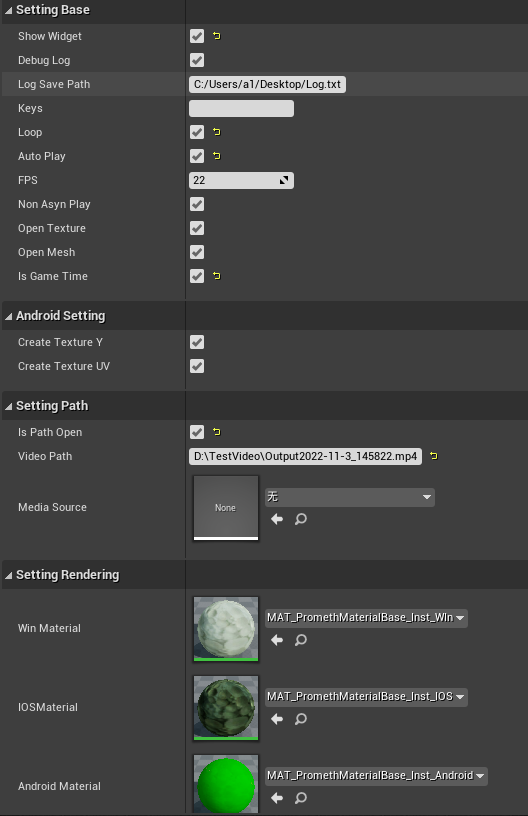 Setting Base
Show Widget
Debug Log
Log Save Path C:/Users/a1/Desktop/Log.txt
Keys
Loop
Auto Play
FPS 22
Non Asyn Play
Open Texture
Open Mesh
Is Game Time
Android Setting
Create Texture Y
Create Texture UV
Setting Path
Is Path Open
Video Path D:\TestVideo\Output2022-11-3_145822.mp4
Media Source None 无
Setting Rendering
Win Material MAT_PromethMaterialBase_Inst_WIn
IOSMaterial MAT_PromethMaterialBase_Inst_IOS
Android Material MAT_PromethMaterialBase_Inst_Android